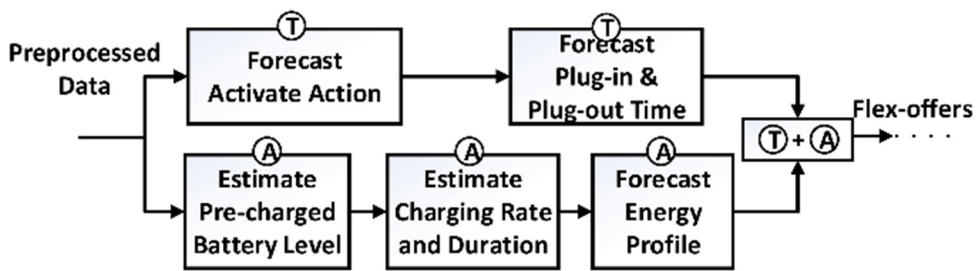 Preprocessed
Data
T
Forecast
Activate Action
T
Forecast
Plug-in &
Plug-out Time
A
Estimate
Pre-charged
Battery Level
A
Estimate
Charging Rate
and Duration
A
Forecast
Energy
Profile
T + A
Flex-offers